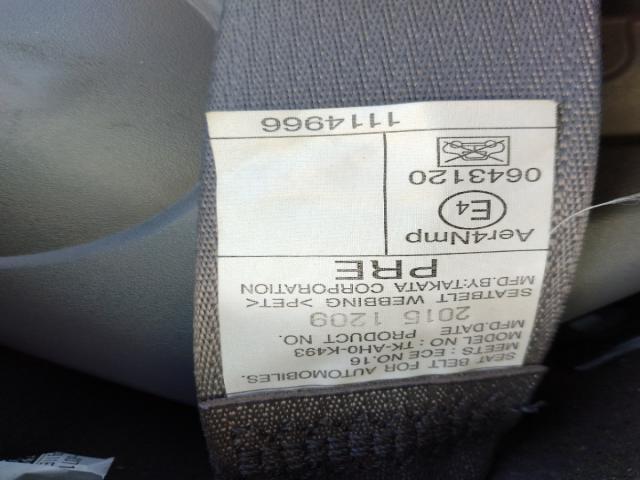 SEAT BELT FOR AUTOMOBILES.
MEETS : ECE NO.16
MODEL NO : TK-AH0-K493
MFD.DATE PRODUCT NO.
2015 1209
SEATBELT WEBBING >PET<
MFD.BY:TAKATA CORPORATION
PRE
Aer4Nmp
E4
0643120
1114966